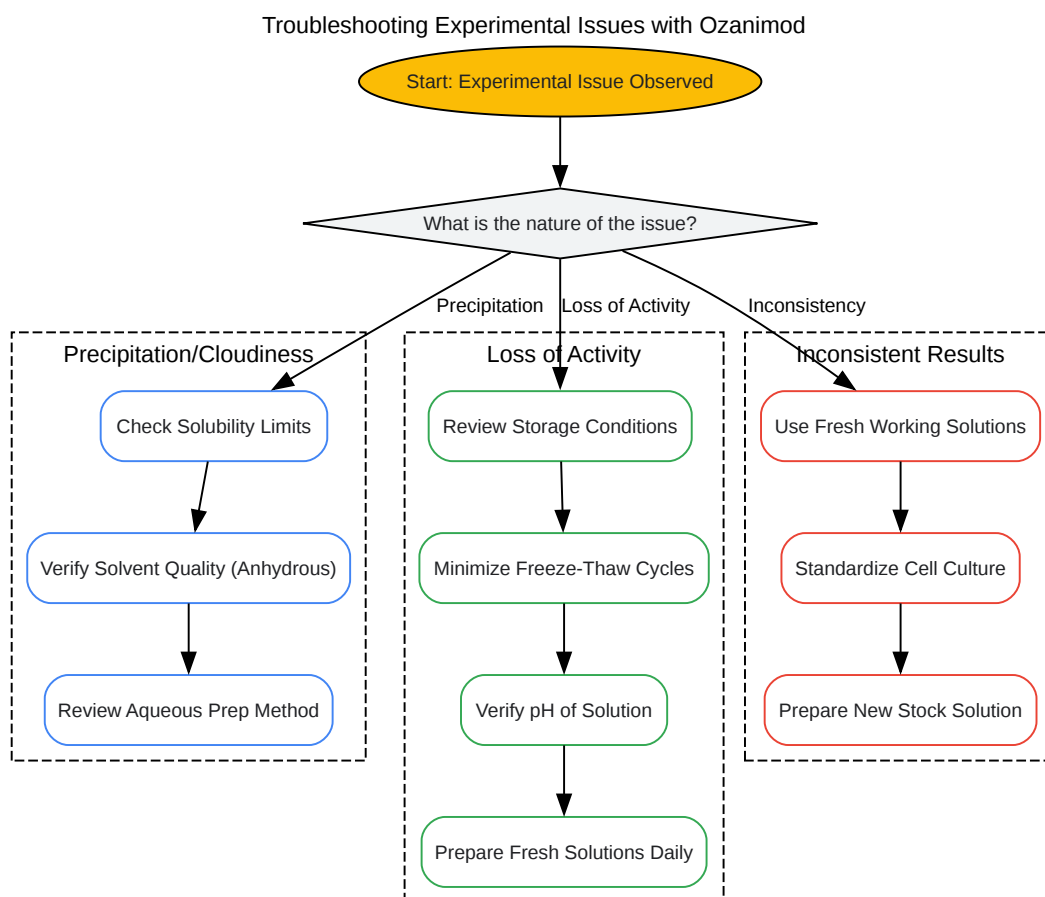 Troubleshooting Experimental Issues with Ozanimod
Start: Experimental Issue Observed
What is the nature of the issue?
Precipitation
Loss of Activity
Inconsistency
Precipitation/Cloudiness
Check Solubility Limits
Verify Solvent Quality (Anhydrous)
Review Aqueous Prep Method
Loss of Activity
Review Storage Conditions
Minimize Freeze-Thaw Cycles
Verify pH of Solution
Prepare Fresh Solutions Daily
Inconsistent Results
Use Fresh Working Solutions
Standardize Cell Culture
Prepare New Stock Solution